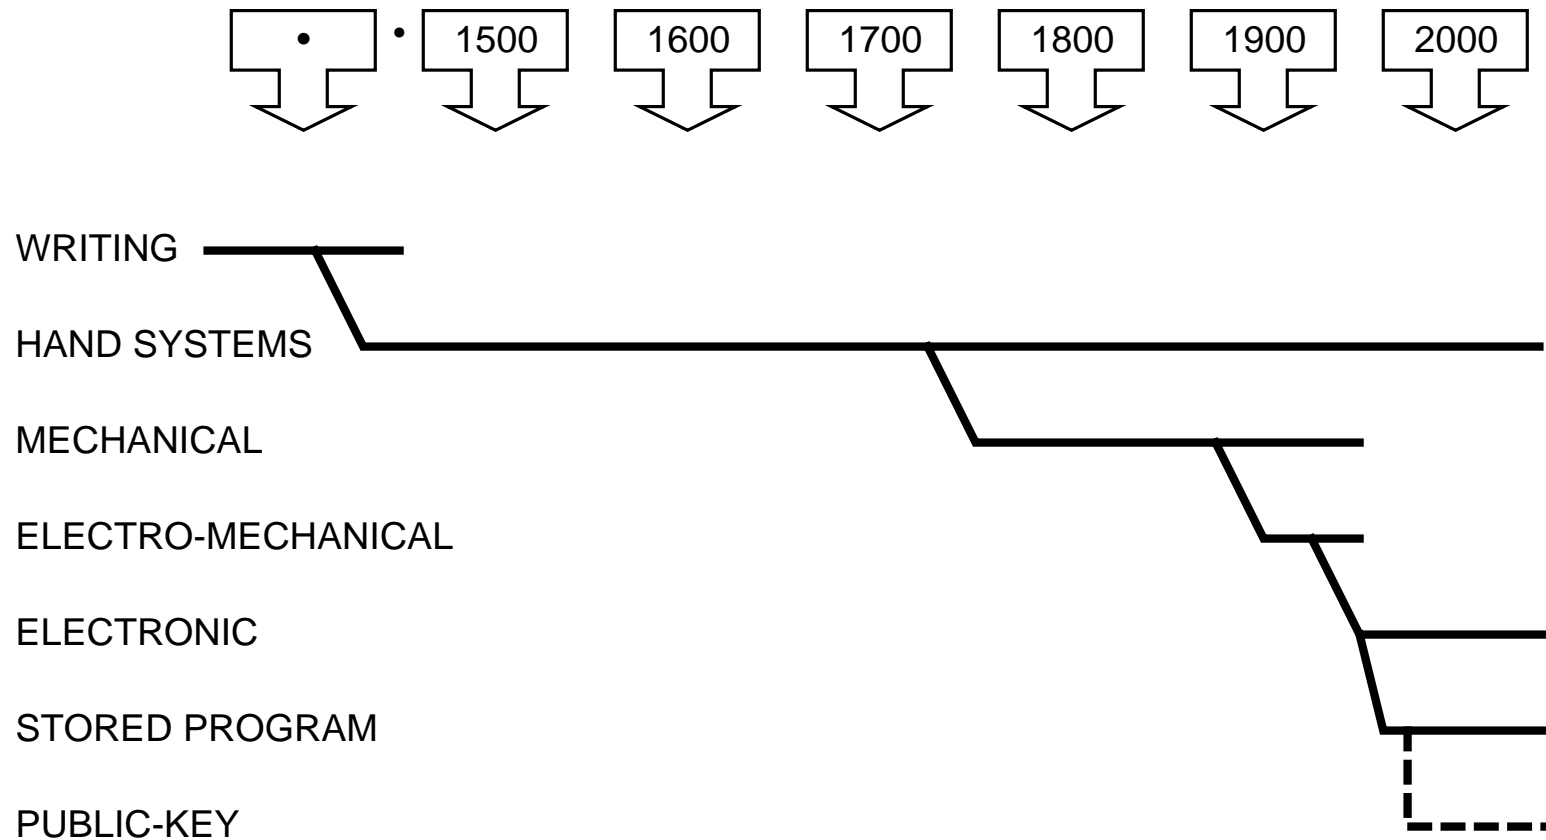 • • 1500 1600 1700 1800 1900 2000
WRITING
HAND SYSTEMS
MECHANICAL
ELECTRO-MECHANICAL
ELECTRONIC
STORED PROGRAM
PUBLIC-KEY